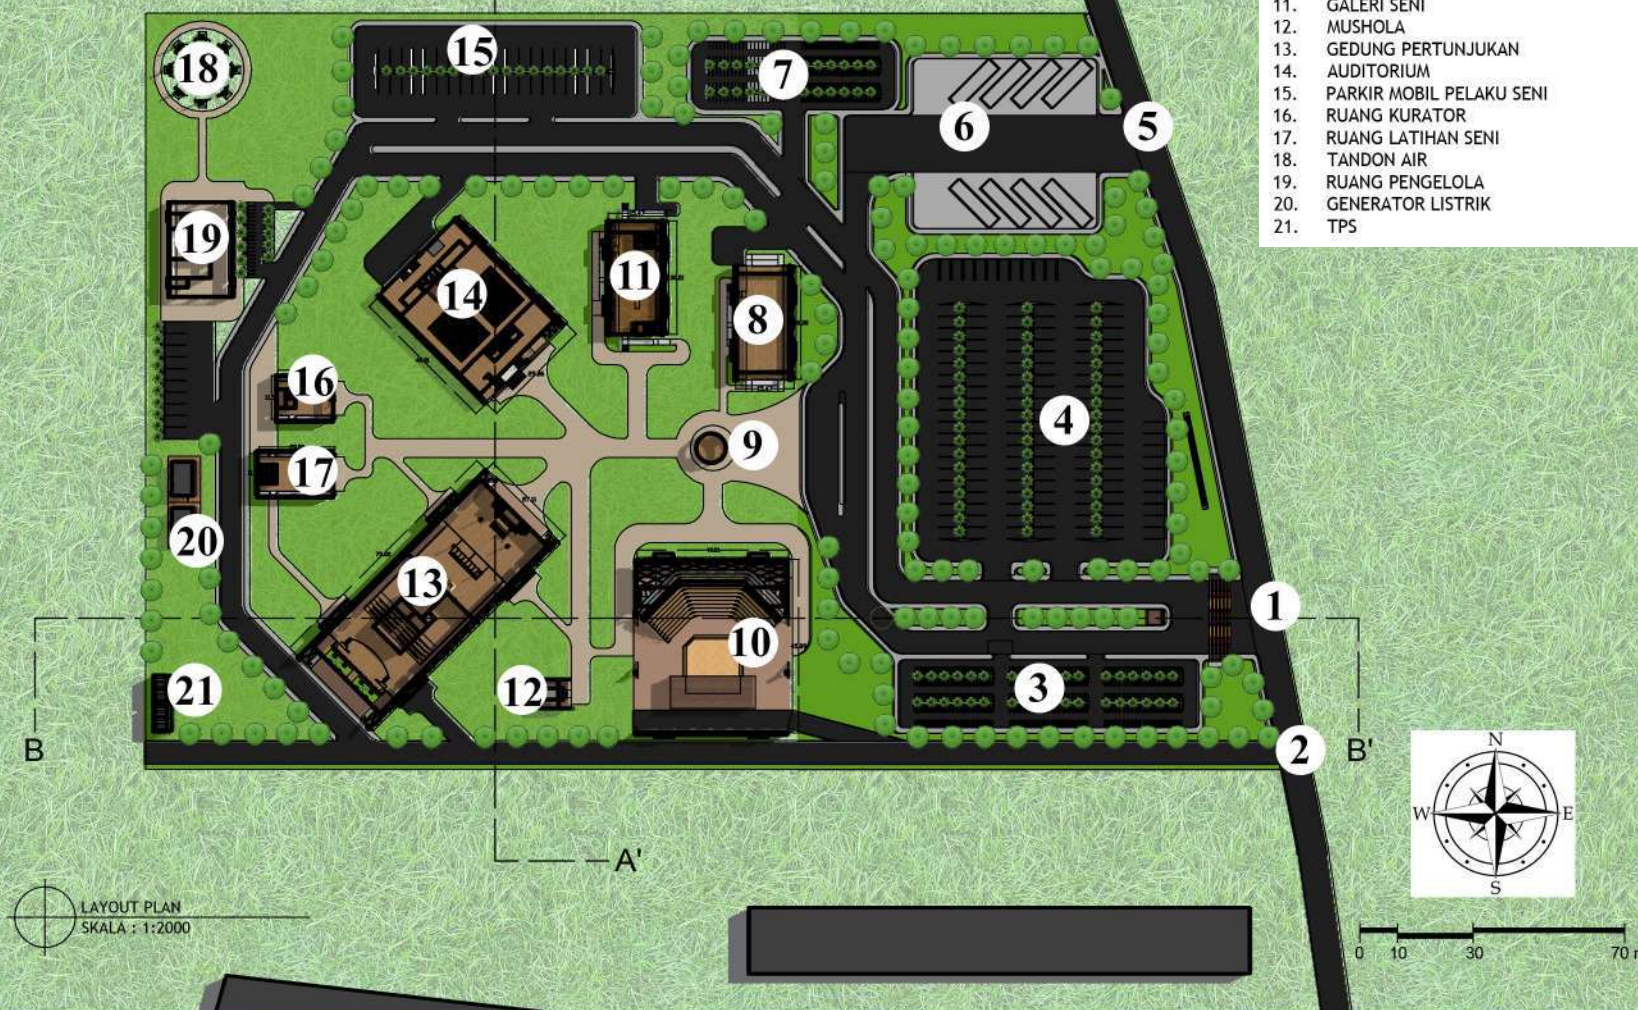 11. GALERI SENI
12. MUSHOLA
13. GEDUNG PERTUNJUKAN
14. AUDITORIUM
15. PARKIR MOBIL PELAKU SENI
16. RUANG KURATOR
17. RUANG LATIHAN SENI
18. TANDON AIR
19. RUANG PENGELOLA
20. GENERATOR LISTRIK
21. TPS
15
18
7
6
5
19
11
14
8
16
4
9
17
20
13
1
10
3
12
21
B
B'
2
N
W
E
S
A'
LAYOUT PLAN
SKALA : 1:2000
0 10 30 70